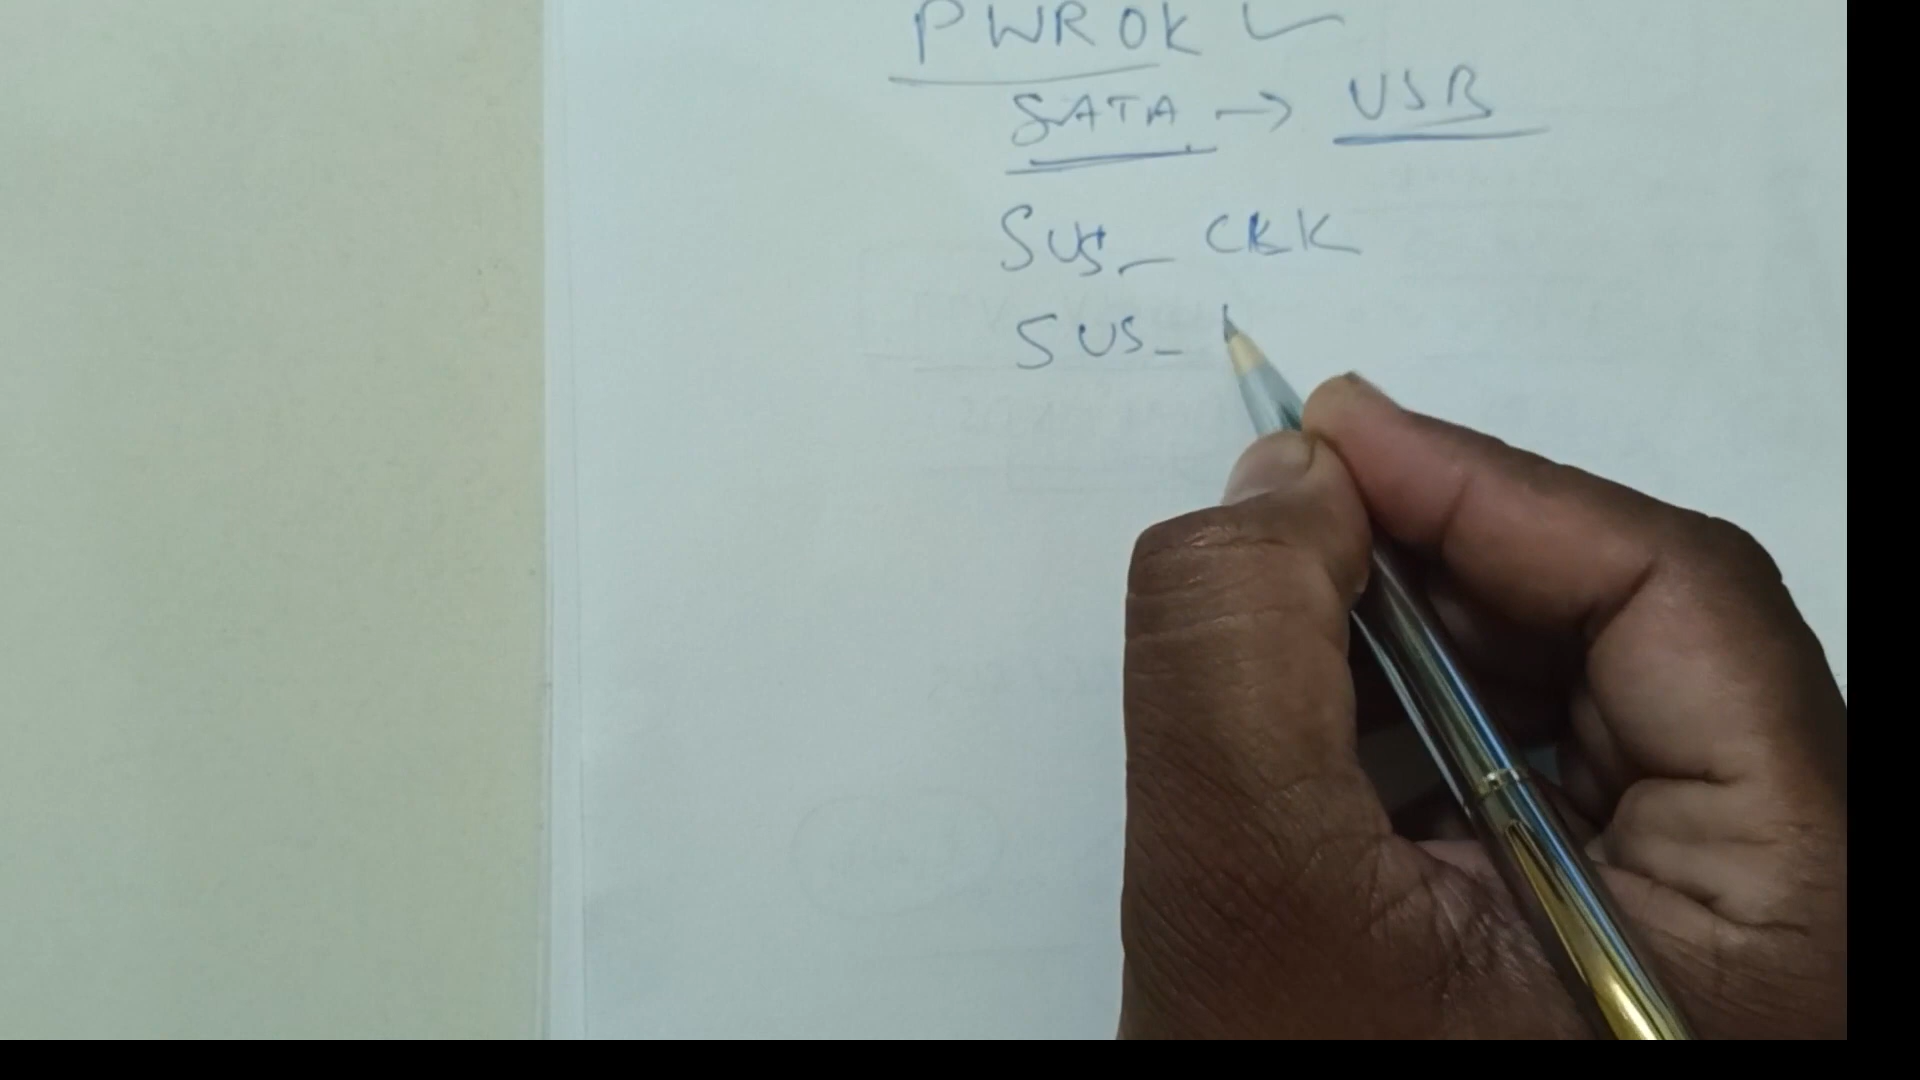 PWROK ✓
SATA → USB
SUS_CLK
SUS_